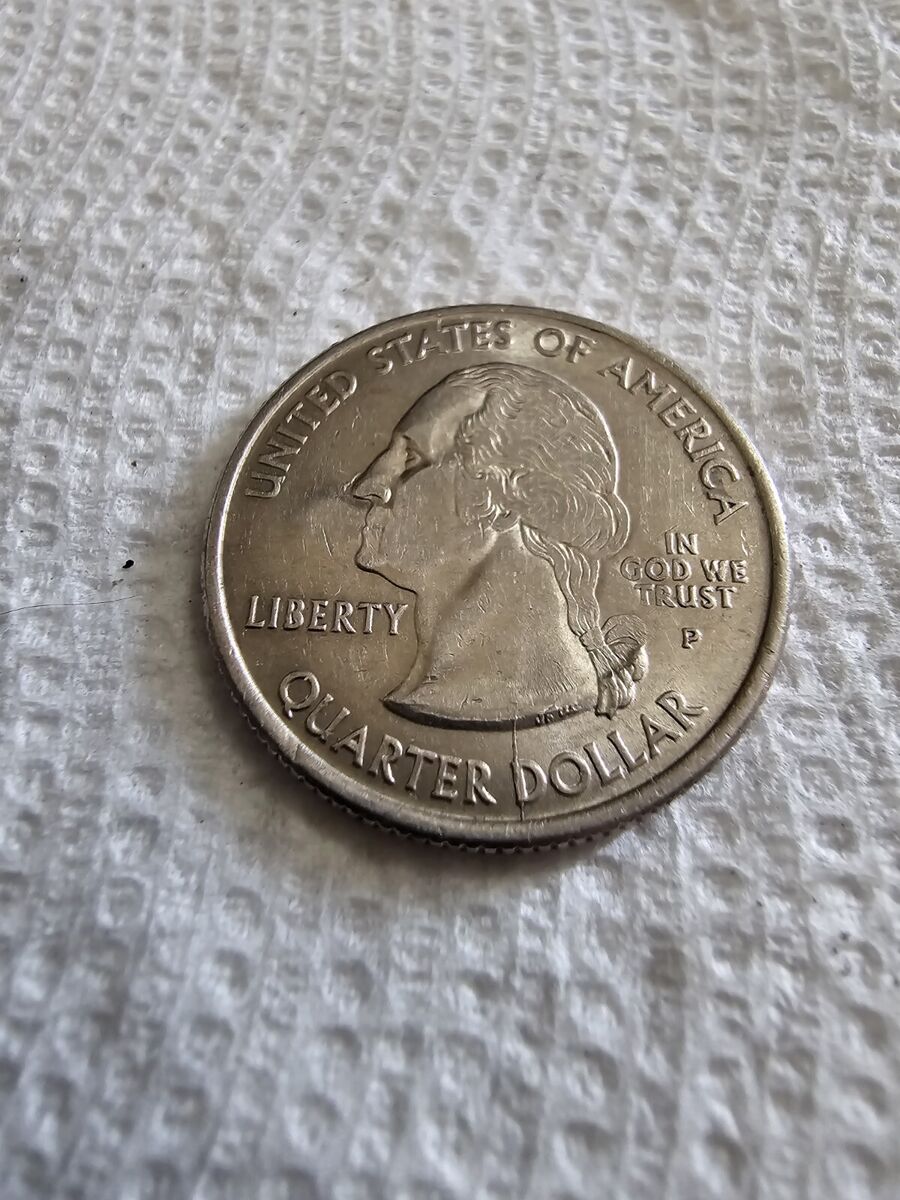 UNITED STATES OF AMERICA
LIBERTY
IN
GOD WE
TRUST
P
QUARTER DOLLAR